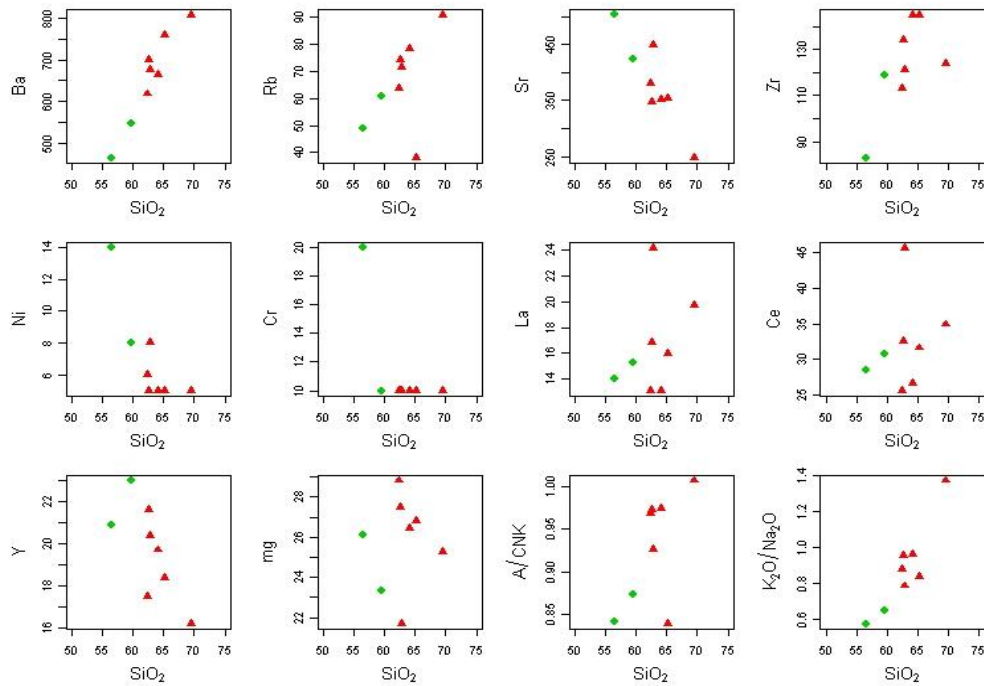 Ba
800
700
600
500
50 55 60 65 70 75
SiO₂
Rb
90
80
70
60
50
40
50 55 60 65 70 75
SiO₂
Sr
450
350
250
50 55 60 65 70 75
SiO₂
Zr
130
110
90
50 55 60 65 70 75
SiO₂
Ni
14
12
10
8
6
50 55 60 65 70 75
SiO₂
Cr
20
18
16
14
12
10
50 55 60 65 70 75
SiO₂
La
24
22
20
18
16
14
50 55 60 65 70 75
SiO₂
Ce
45
40
35
30
25
50 55 60 65 70 75
SiO₂
Y
22
20
18
16
50 55 60 65 70 75
SiO₂
mg
28
26
24
22
50 55 60 65 70 75
SiO₂
A/CNK
1.00
0.95
0.90
0.85
50 55 60 65 70 75
SiO₂
K₂O/Na₂O
1.4
1.2
1.0
0.8
0.6
50 55 60 65 70 75
SiO₂